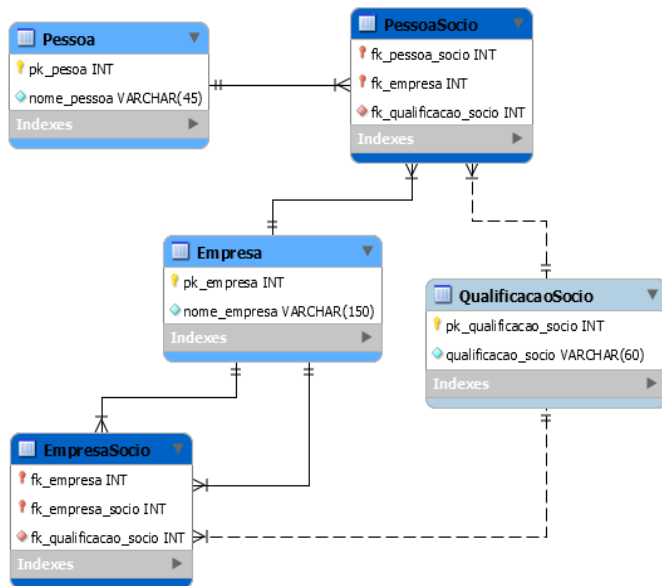 Pessoa
pk_pesoa INT
nome_pessoa VARCHAR(45)
Indexes
PessoaSocio
fk_pessoa_socio INT
fk_empresa INT
fk_qualificacao_socio INT
Indexes
Empresa
pk_empresa INT
nome_empresa VARCHAR(150)
Indexes
QualificacaoSocio
pk_qualificacao_socio INT
qualificacao_socio VARCHAR(60)
Indexes
EmpresaSocio
fk_empresa INT
fk_empresa_socio INT
fk_qualificacao_socio INT
Indexes